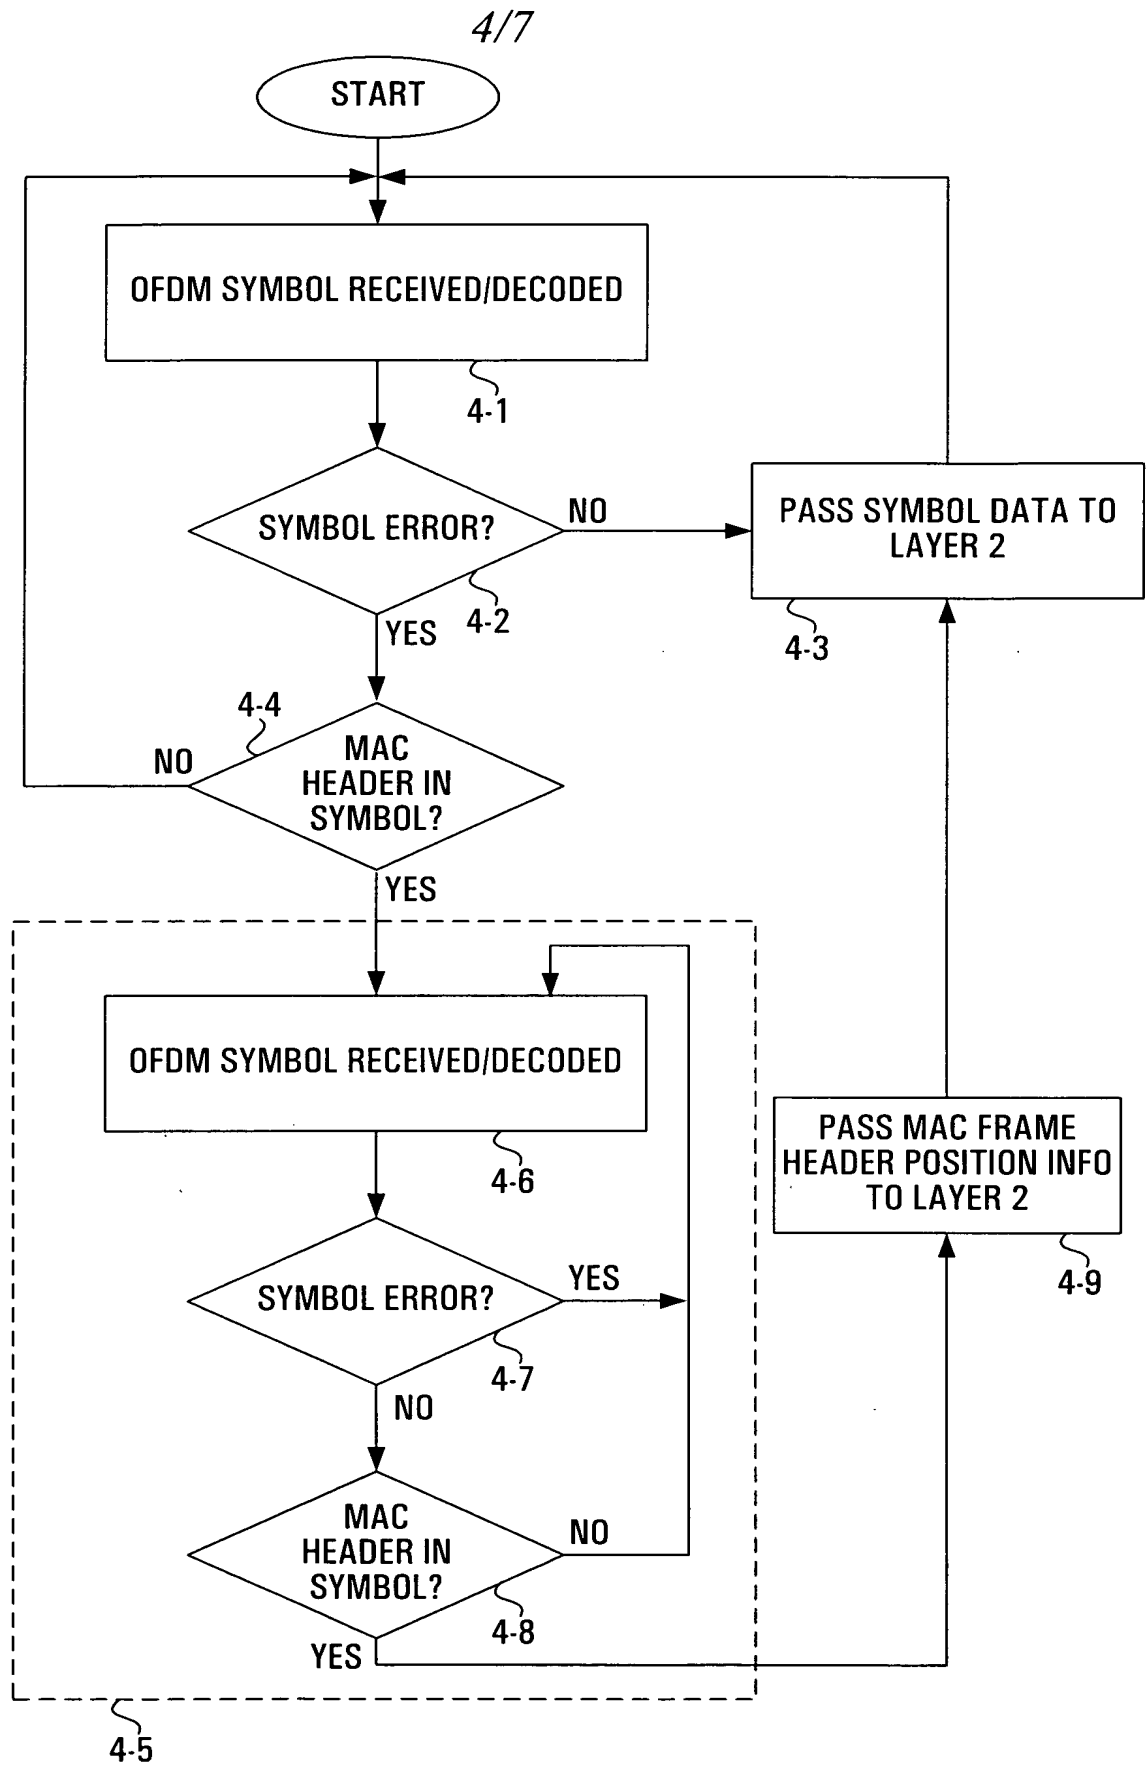 4/7
START
OFDM SYMBOL RECEIVED/DECODED
4-1
SYMBOL ERROR?
NO
4-2
YES
PASS SYMBOL DATA TO
LAYER 2
4-3
4-4
NO
MAC
HEADER IN
SYMBOL?
YES
OFDM SYMBOL RECEIVED/DECODED
4-6
SYMBOL ERROR?
YES
4-7
NO
MAC
HEADER IN
SYMBOL?
NO
4-8
YES
PASS MAC FRAME
HEADER POSITION INFO
TO LAYER 2
4-9
4-5